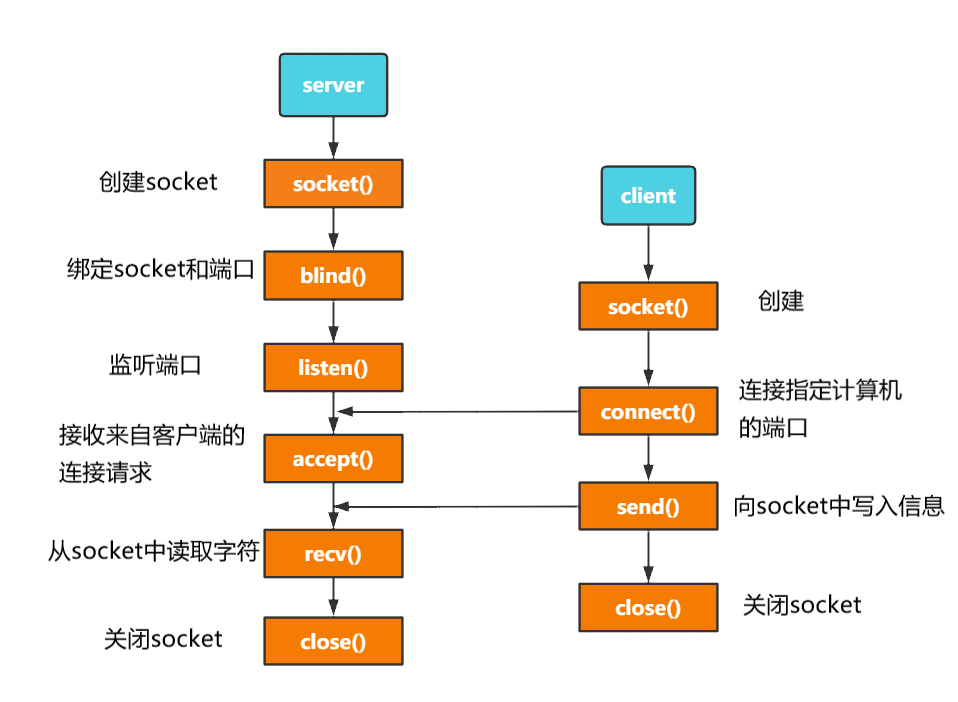 server
创建socket
socket()
绑定socket和端口
blind()
监听端口
listen()
接收来自客户端的
连接请求
accept()
从socket中读取字符
recv()
关闭socket
close()
client
socket()
创建
connect()
连接指定计算机
的端口
send()
向socket中写入信息
close()
关闭socket